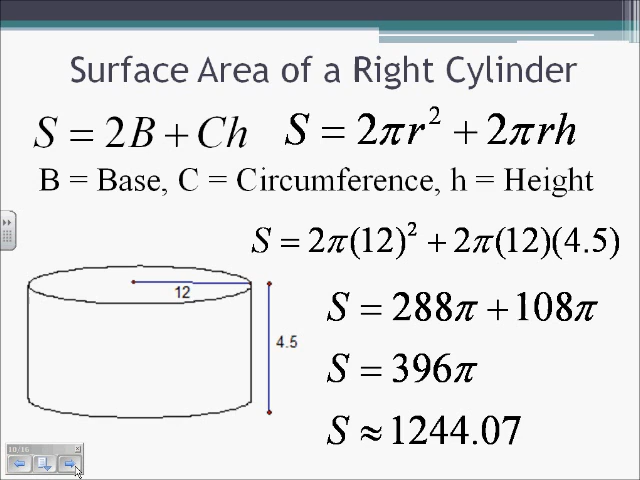 Surface Area of a Right Cylinder
S = 2B + Ch    S = 2πr² + 2πrh
B = Base, C = Circumference, h = Height
S = 2π(12)² + 2π(12)(4.5)
12
4.5
S = 288π + 108π
S = 396π
S ≈ 1244.07
10/16